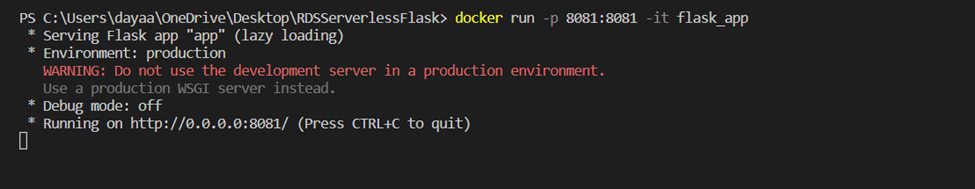 PS C:\Users\dayaa\OneDrive\Desktop\RDSServerlessFlask> docker run -p 8081:8081 -it flask_app
* Serving Flask app "app" (lazy loading)
* Environment: production
WARNING: Do not use the development server in a production environment.
Use a production WSGI server instead.
* Debug mode: off
* Running on http://0.0.0.0:8081/ (Press CTRL+C to quit)